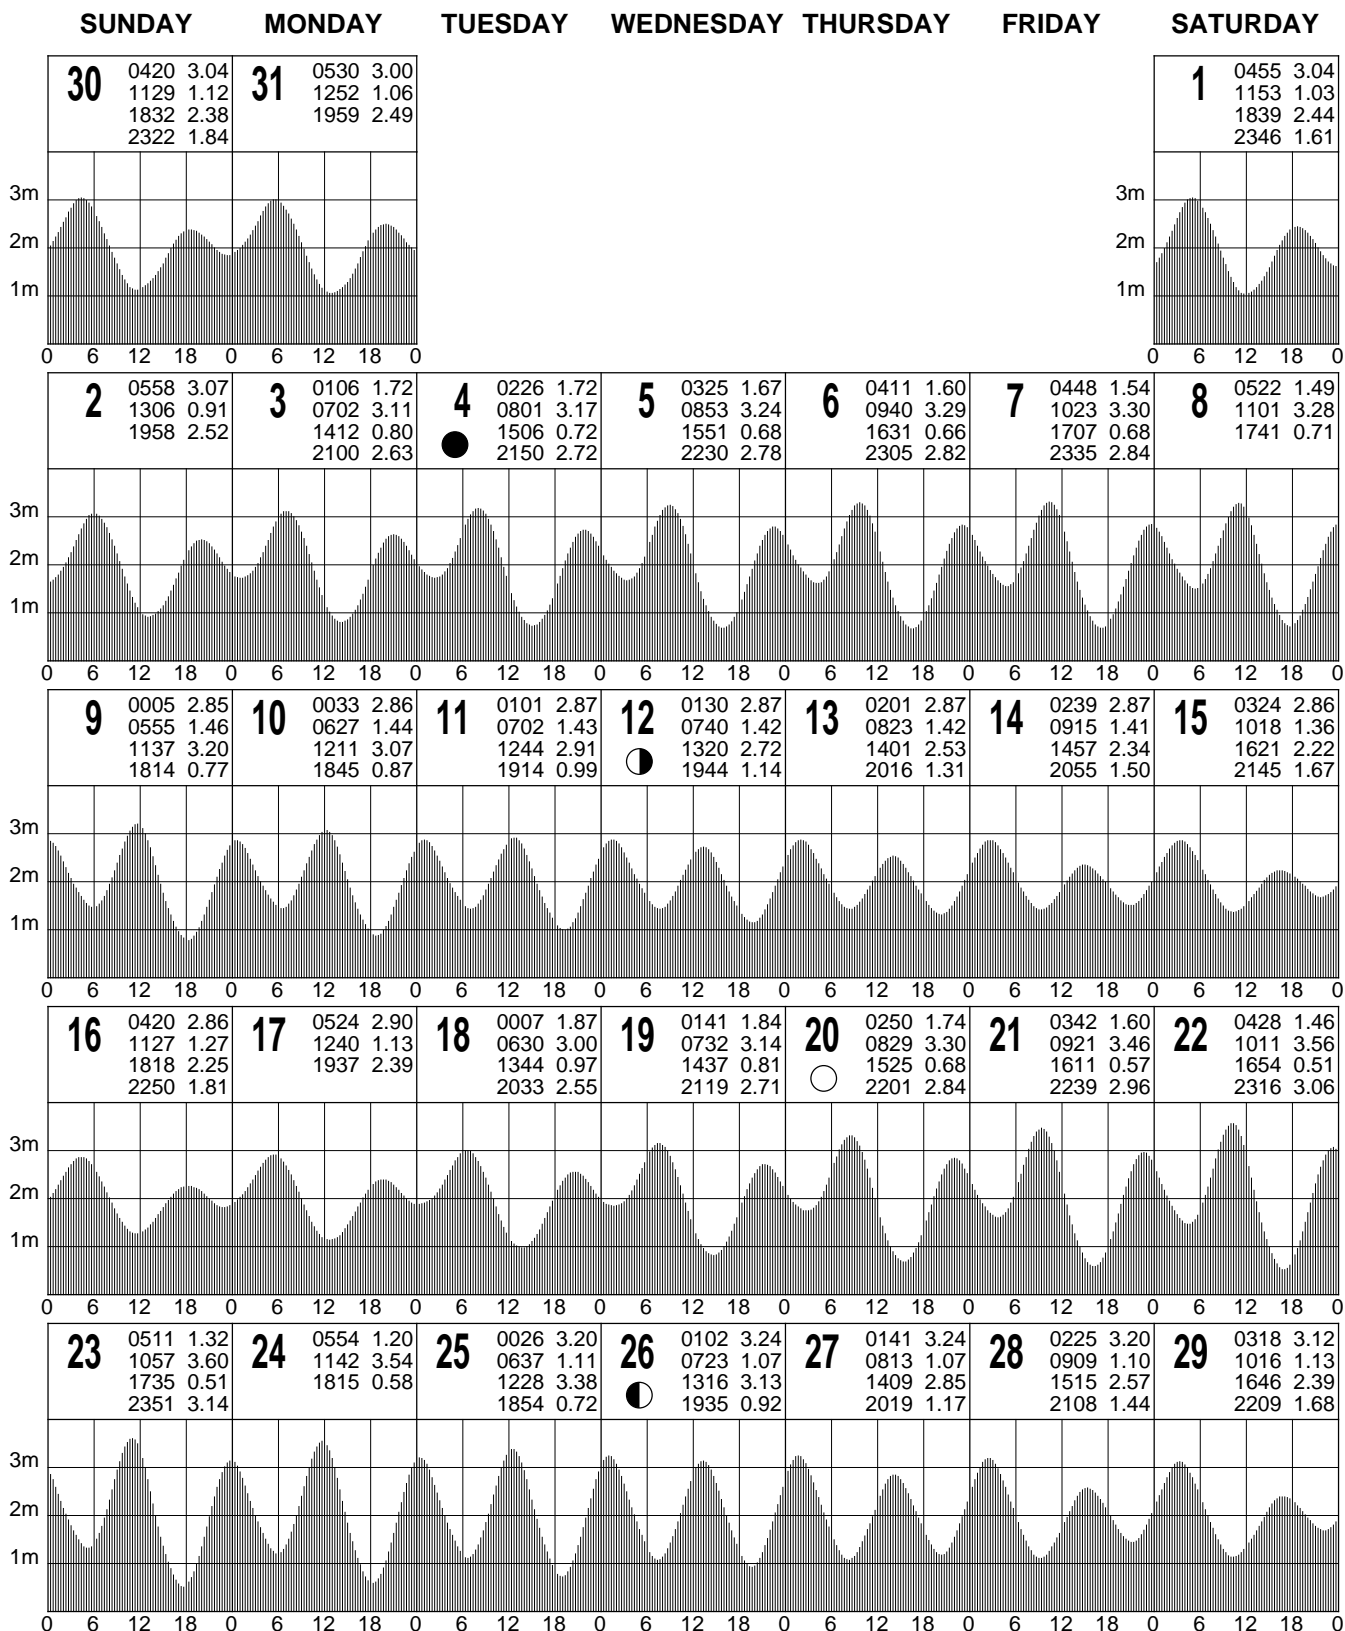 SUNDAY MONDAY TUESDAY WEDNESDAY THURSDAY FRIDAY SATURDAY
30 0420 3.04
1129 1.12
1832 2.38
2322 1.84
31 0530 3.00
1252 1.06
1959 2.49
1 0455 3.04
1153 1.03
1839 2.44
2346 1.61
3m 3m
2m 2m
1m 1m
0 6 12 18 0 6 12 18 0 0 6 12 18 0
2 0558 3.07
1306 0.91
1958 2.52
3 0106 1.72
0702 3.11
1412 0.80
2100 2.63
4 0226 1.72
0801 3.17
1506 0.72
2150 2.72
5 0325 1.67
0853 3.24
1551 0.68
2230 2.78
6 0411 1.60
0940 3.29
1631 0.66
2305 2.82
7 0448 1.54
1023 3.30
1707 0.68
2335 2.84
8 0522 1.49
1101 3.28
1741 0.71
3m
2m
1m
0 6 12 18 0 6 12 18 0 6 12 18 0 6 12 18 0 6 12 18 0 6 12 18 0 6 12 18 0
9 0005 2.85
0555 1.46
1137 3.20
1814 0.77
10 0033 2.86
0627 1.44
1211 3.07
1845 0.87
11 0101 2.87
0702 1.43
1244 2.91
1914 0.99
12 0130 2.87
0740 1.42
1320 2.72
1944 1.14
13 0201 2.87
0823 1.42
1401 2.53
2016 1.31
14 0239 2.87
0915 1.41
1457 2.34
2055 1.50
15 0324 2.86
1018 1.36
1621 2.22
2145 1.67
3m
2m
1m
0 6 12 18 0 6 12 18 0 6 12 18 0 6 12 18 0 6 12 18 0 6 12 18 0 6 12 18 0
16 0420 2.86
1127 1.27
1818 2.25
2250 1.81
17 0524 2.90
1240 1.13
1937 2.39
18 0007 1.87
0630 3.00
1344 0.97
2033 2.55
19 0141 1.84
0732 3.14
1437 0.81
2119 2.71
20 0250 1.74
0829 3.30
1525 0.68
2201 2.84
21 0342 1.60
0921 3.46
1611 0.57
2239 2.96
22 0428 1.46
1011 3.56
1654 0.51
2316 3.06
3m
2m
1m
0 6 12 18 0 6 12 18 0 6 12 18 0 6 12 18 0 6 12 18 0 6 12 18 0 6 12 18 0
23 0511 1.32
1057 3.60
1735 0.51
2351 3.14
24 0554 1.20
1142 3.54
1815 0.58
25 0026 3.20
0637 1.11
1228 3.38
1854 0.72
26 0102 3.24
0723 1.07
1316 3.13
1935 0.92
27 0141 3.24
0813 1.07
1409 2.85
2019 1.17
28 0225 3.20
0909 1.10
1515 2.57
2108 1.44
29 0318 3.12
1016 1.13
1646 2.39
2209 1.68
3m
2m
1m
0 6 12 18 0 6 12 18 0 6 12 18 0 6 12 18 0 6 12 18 0 6 12 18 0 6 12 18 0